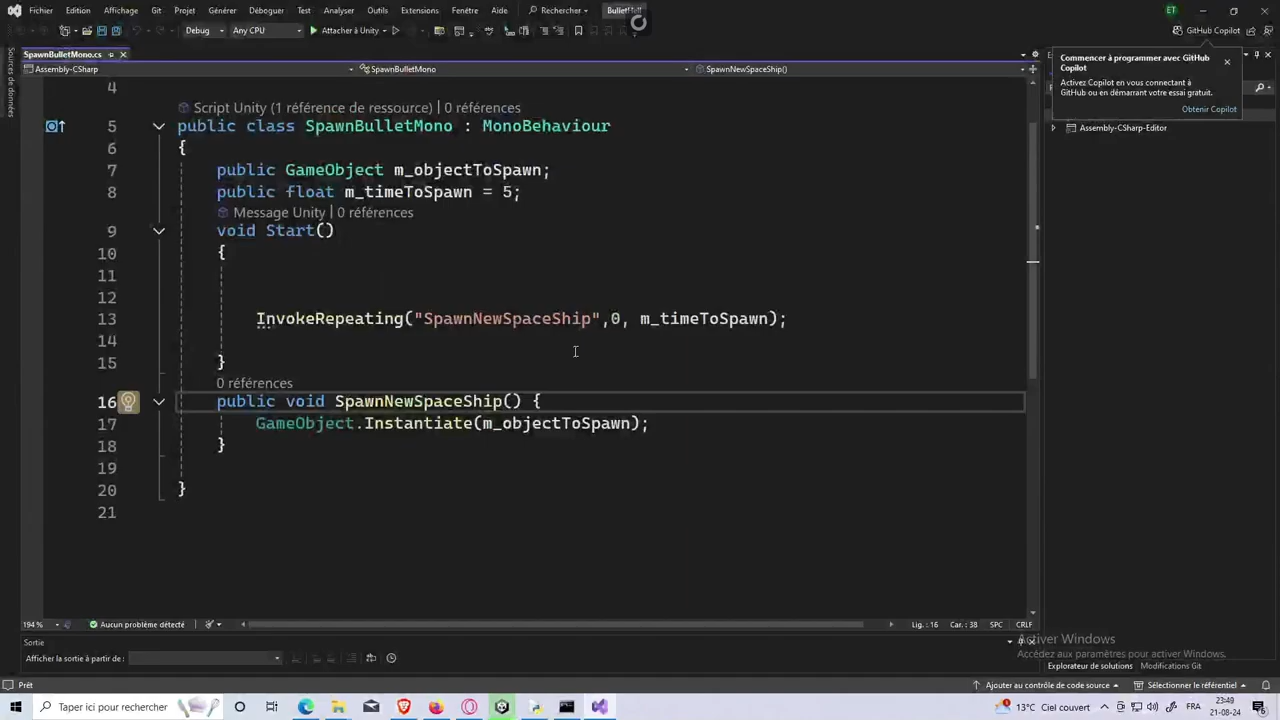 Fichier Edition Affichage Git Projet Générer Déboguer Test Analyser Outils Extensions Fenêtre Aide Rechercher BulletHell ET
Debug Any CPU Attacher à Unity GitHub Copilot
SpawnBulletMono.cs
Assembly-CSharp SpawnBulletMono SpawnNewSpaceShip()
Sources de données
Commencer à programmer avec GitHub
Copilot
Activez Copilot en vous connectant à
GitHub ou en démarrant votre essai gratuit.
Obtenir Copilot
Assembly-CSharp-Editor
4
Script Unity (1 référence de ressource) | 0 références
5 public class SpawnBulletMono : MonoBehaviour
6 {
7 public GameObject m_objectToSpawn;
8 public float m_timeToSpawn = 5;
Message Unity | 0 références
9 void Start()
10 {
11
12
13 InvokeRepeating("SpawnNewSpaceShip",0, m_timeToSpawn);
14
15 }
0 références
16 public void SpawnNewSpaceShip() {
17 GameObject.Instantiate(m_objectToSpawn);
18 }
19
20 }
21
194 % Aucun problème détecté Lig. : 16 Car. : 38 SPC CRLF
Sortie
Afficher la sortie à partir de :
Activer Windows
Accédez aux paramètres pour activer Windows.
Explorateur de solutions Modifications Git
Prêt Ajouter au contrôle de code source Sélectionner le référentiel
Taper ici pour rechercher 13°C Ciel couvert FRA 23:49
21-08-24